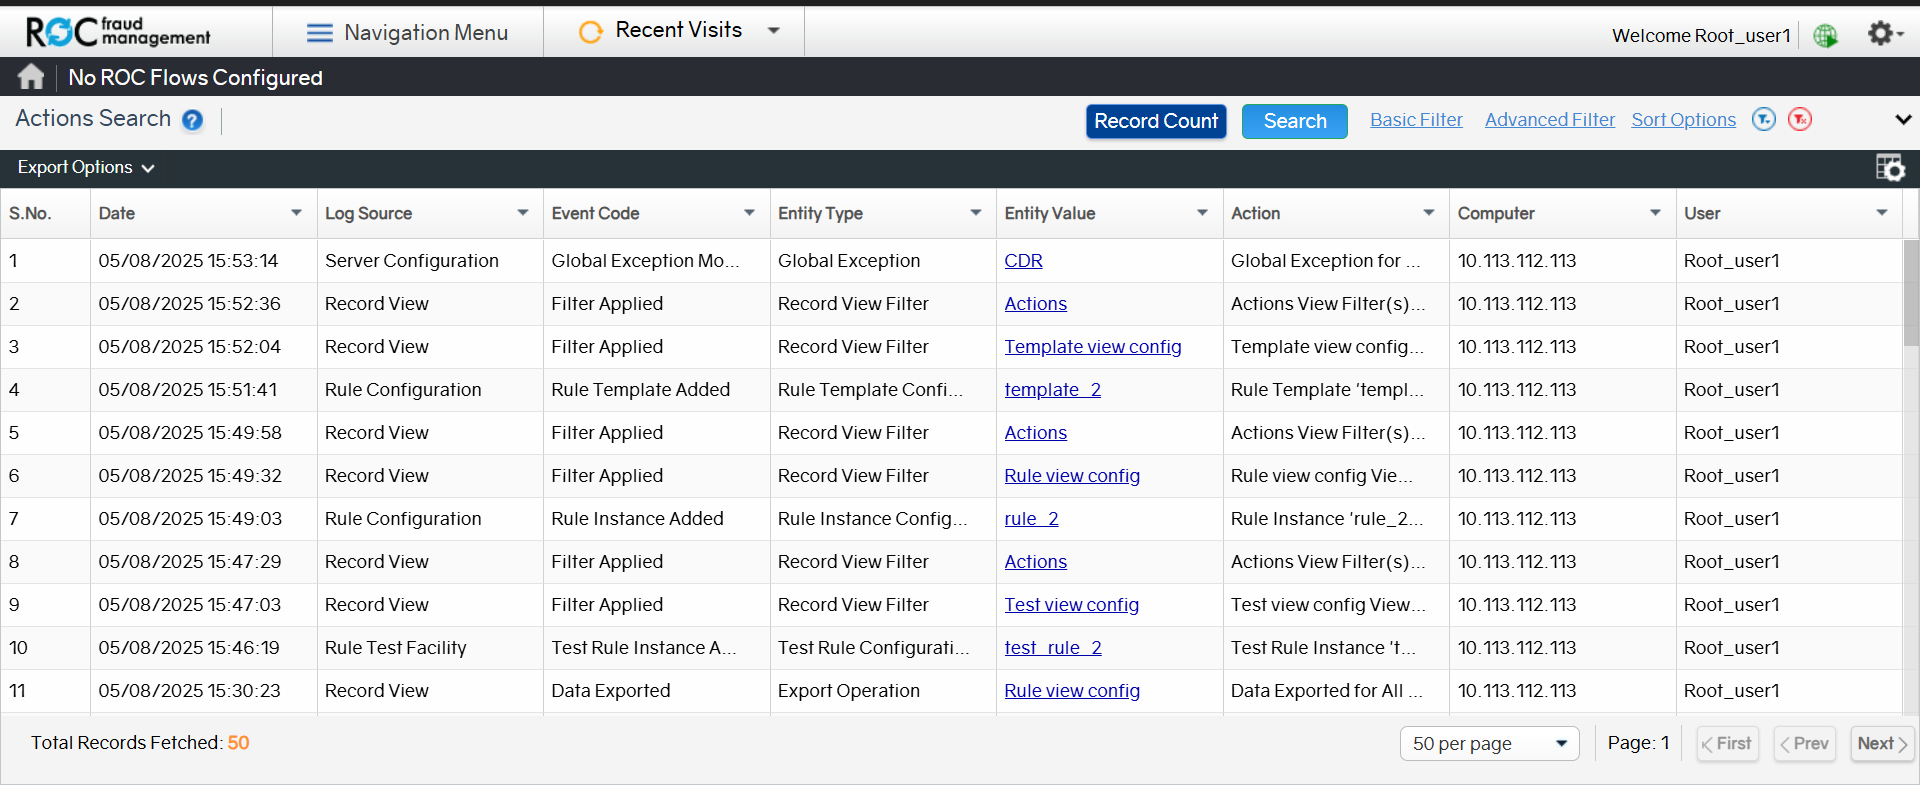 ROC fraud management
Navigation Menu
Recent Visits
Welcome Root_user1
No ROC Flows Configured
Actions Search ?
Record Count
Search
Basic Filter
Advanced Filter
Sort Options
Export Options
S.No. Date Log Source Event Code Entity Type Entity Value Action Computer User
1 05/08/2025 15:53:14 Server Configuration Global Exception Mo... Global Exception CDR Global Exception for ... 10.113.112.113 Root_user1
2 05/08/2025 15:52:36 Record View Filter Applied Record View Filter Actions Actions View Filter(s)... 10.113.112.113 Root_user1
3 05/08/2025 15:52:04 Record View Filter Applied Record View Filter Template view config Template view config... 10.113.112.113 Root_user1
4 05/08/2025 15:51:41 Rule Configuration Rule Template Added Rule Template Confi... template_2 Rule Template 'templ... 10.113.112.113 Root_user1
5 05/08/2025 15:49:58 Record View Filter Applied Record View Filter Actions Actions View Filter(s)... 10.113.112.113 Root_user1
6 05/08/2025 15:49:32 Record View Filter Applied Record View Filter Rule view config Rule view config Vie... 10.113.112.113 Root_user1
7 05/08/2025 15:49:03 Rule Configuration Rule Instance Added Rule Instance Config... rule_2 Rule Instance 'rule_2... 10.113.112.113 Root_user1
8 05/08/2025 15:47:29 Record View Filter Applied Record View Filter Actions Actions View Filter(s)... 10.113.112.113 Root_user1
9 05/08/2025 15:47:03 Record View Filter Applied Record View Filter Test view config Test view config View... 10.113.112.113 Root_user1
10 05/08/2025 15:46:19 Rule Test Facility Test Rule Instance A... Test Rule Configurati... test_rule_2 Test Rule Instance 't... 10.113.112.113 Root_user1
11 05/08/2025 15:30:23 Record View Data Exported Export Operation Rule view config Data Exported for All ... 10.113.112.113 Root_user1
Total Records Fetched: 50
50 per page
Page: 1
First
Prev
Next